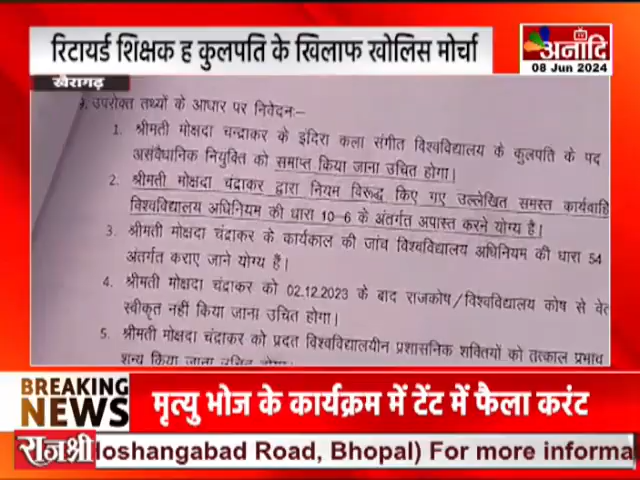 रिटायर्ड शिक्षक ह कुलपति के खिलाफ खोलिस मोर्चा
अनादि
08 Jun 2024
खैरागढ़
उपरोक्त तथ्यों के आधार पर निवेदन:-
1. श्रीमती मोक्षदा चन्द्राकर के इंदिरा कला संगीत विश्वविद्यालय के कुलपति के पद
असंवैधानिक नियुक्ति को समाप्त किया जाना उचित होगा।
2. श्रीमती मोक्षदा चंद्राकर द्वारा नियम विरूद्ध किए गए उल्लेखित समस्त कार्यवाहि
विश्वविद्यालय अधिनियम की धारा 10-6 के अंतर्गत अपास्त करने योग्य है।
3. श्रीमती मोक्षदा चंद्राकर के कार्यकाल की जांच विश्वविद्यालय अधिनियम की धारा 54
अंतर्गत कराए जाने योग्य हैं।
4. श्रीमती मोक्षदा चंद्राकर को 02.12.2023 के बाद राजकोष/विश्वविद्यालय कोष से वेत
स्वीकृत नहीं किया जाना उचित होगा।
5. श्रीमती मोक्षदा चंद्राकर को प्रदत विश्वविद्यालयीन प्रशासनिक शक्तियों को तत्काल प्रभाव
शून्य किया जाना उचित होगा।
BREAKING
NEWS
मृत्यु भोज के कार्यक्रम में टेंट में फैला करंट
राजश्री
loshangabad Road, Bhopal) For more informa